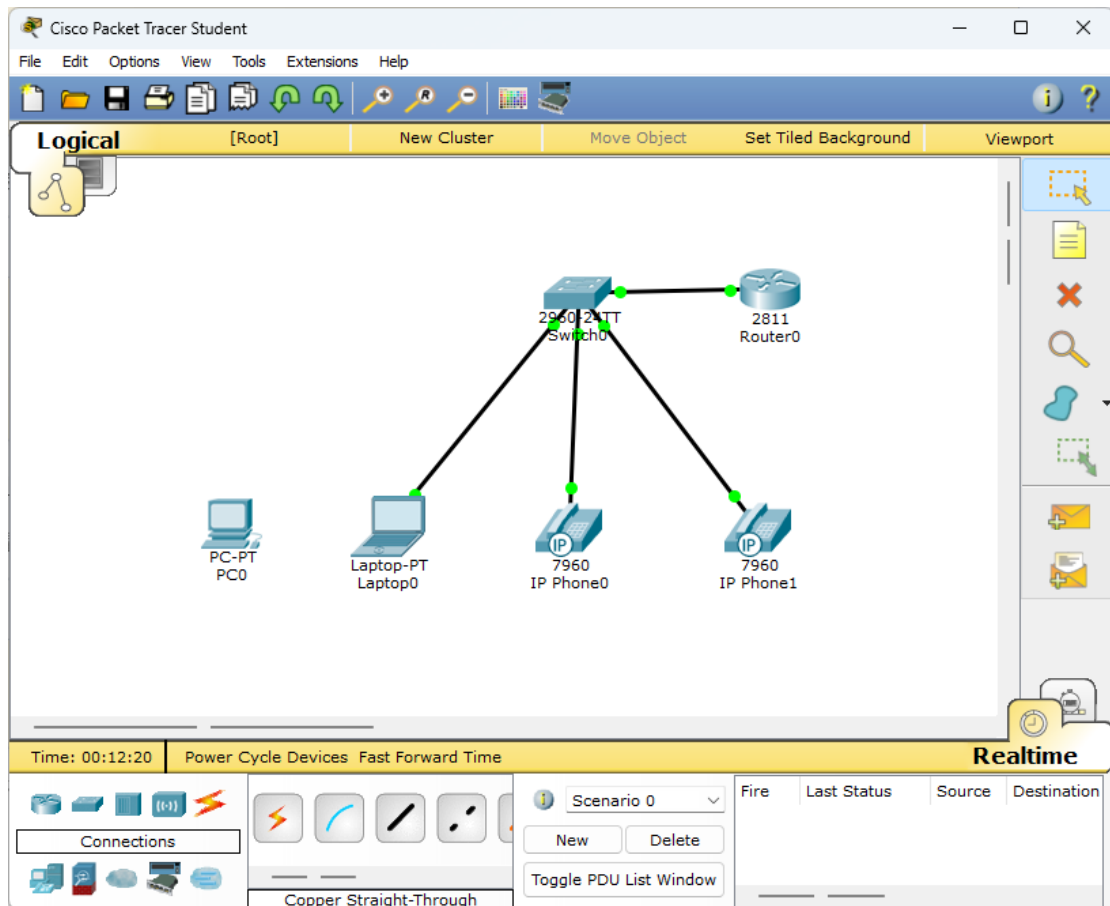 Cisco Packet Tracer Student
File Edit Options View Tools Extensions Help
Logical [Root] New Cluster Move Object Set Tiled Background Viewport
2960-24TT
Switch0
2811
Router0
PC-PT
PC0
Laptop-PT
Laptop0
IP
7960
IP Phone0
IP
7960
IP Phone1
Time: 00:12:20 Power Cycle Devices Fast Forward Time Realtime
Connections
Copper Straight-Through
Scenario 0
New Delete
Toggle PDU List Window
Fire Last Status Source Destination